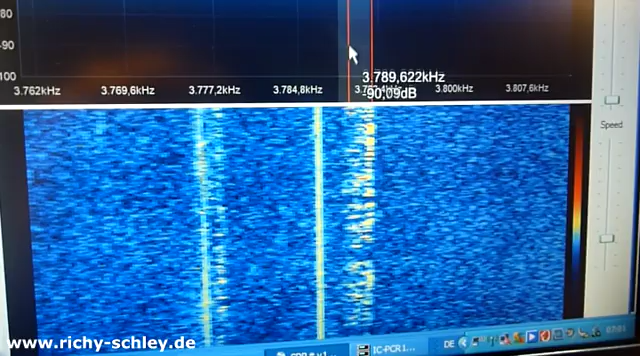 -80
-90
-100
3.789,622kHz
3.762kHz 3.769,6kHz 3.777,2kHz 3.784,8kHz 3.800kHz 3.807,6kHz
-90,09dB
Speed
www.richy-schley.de
IC-PCR1...
DE